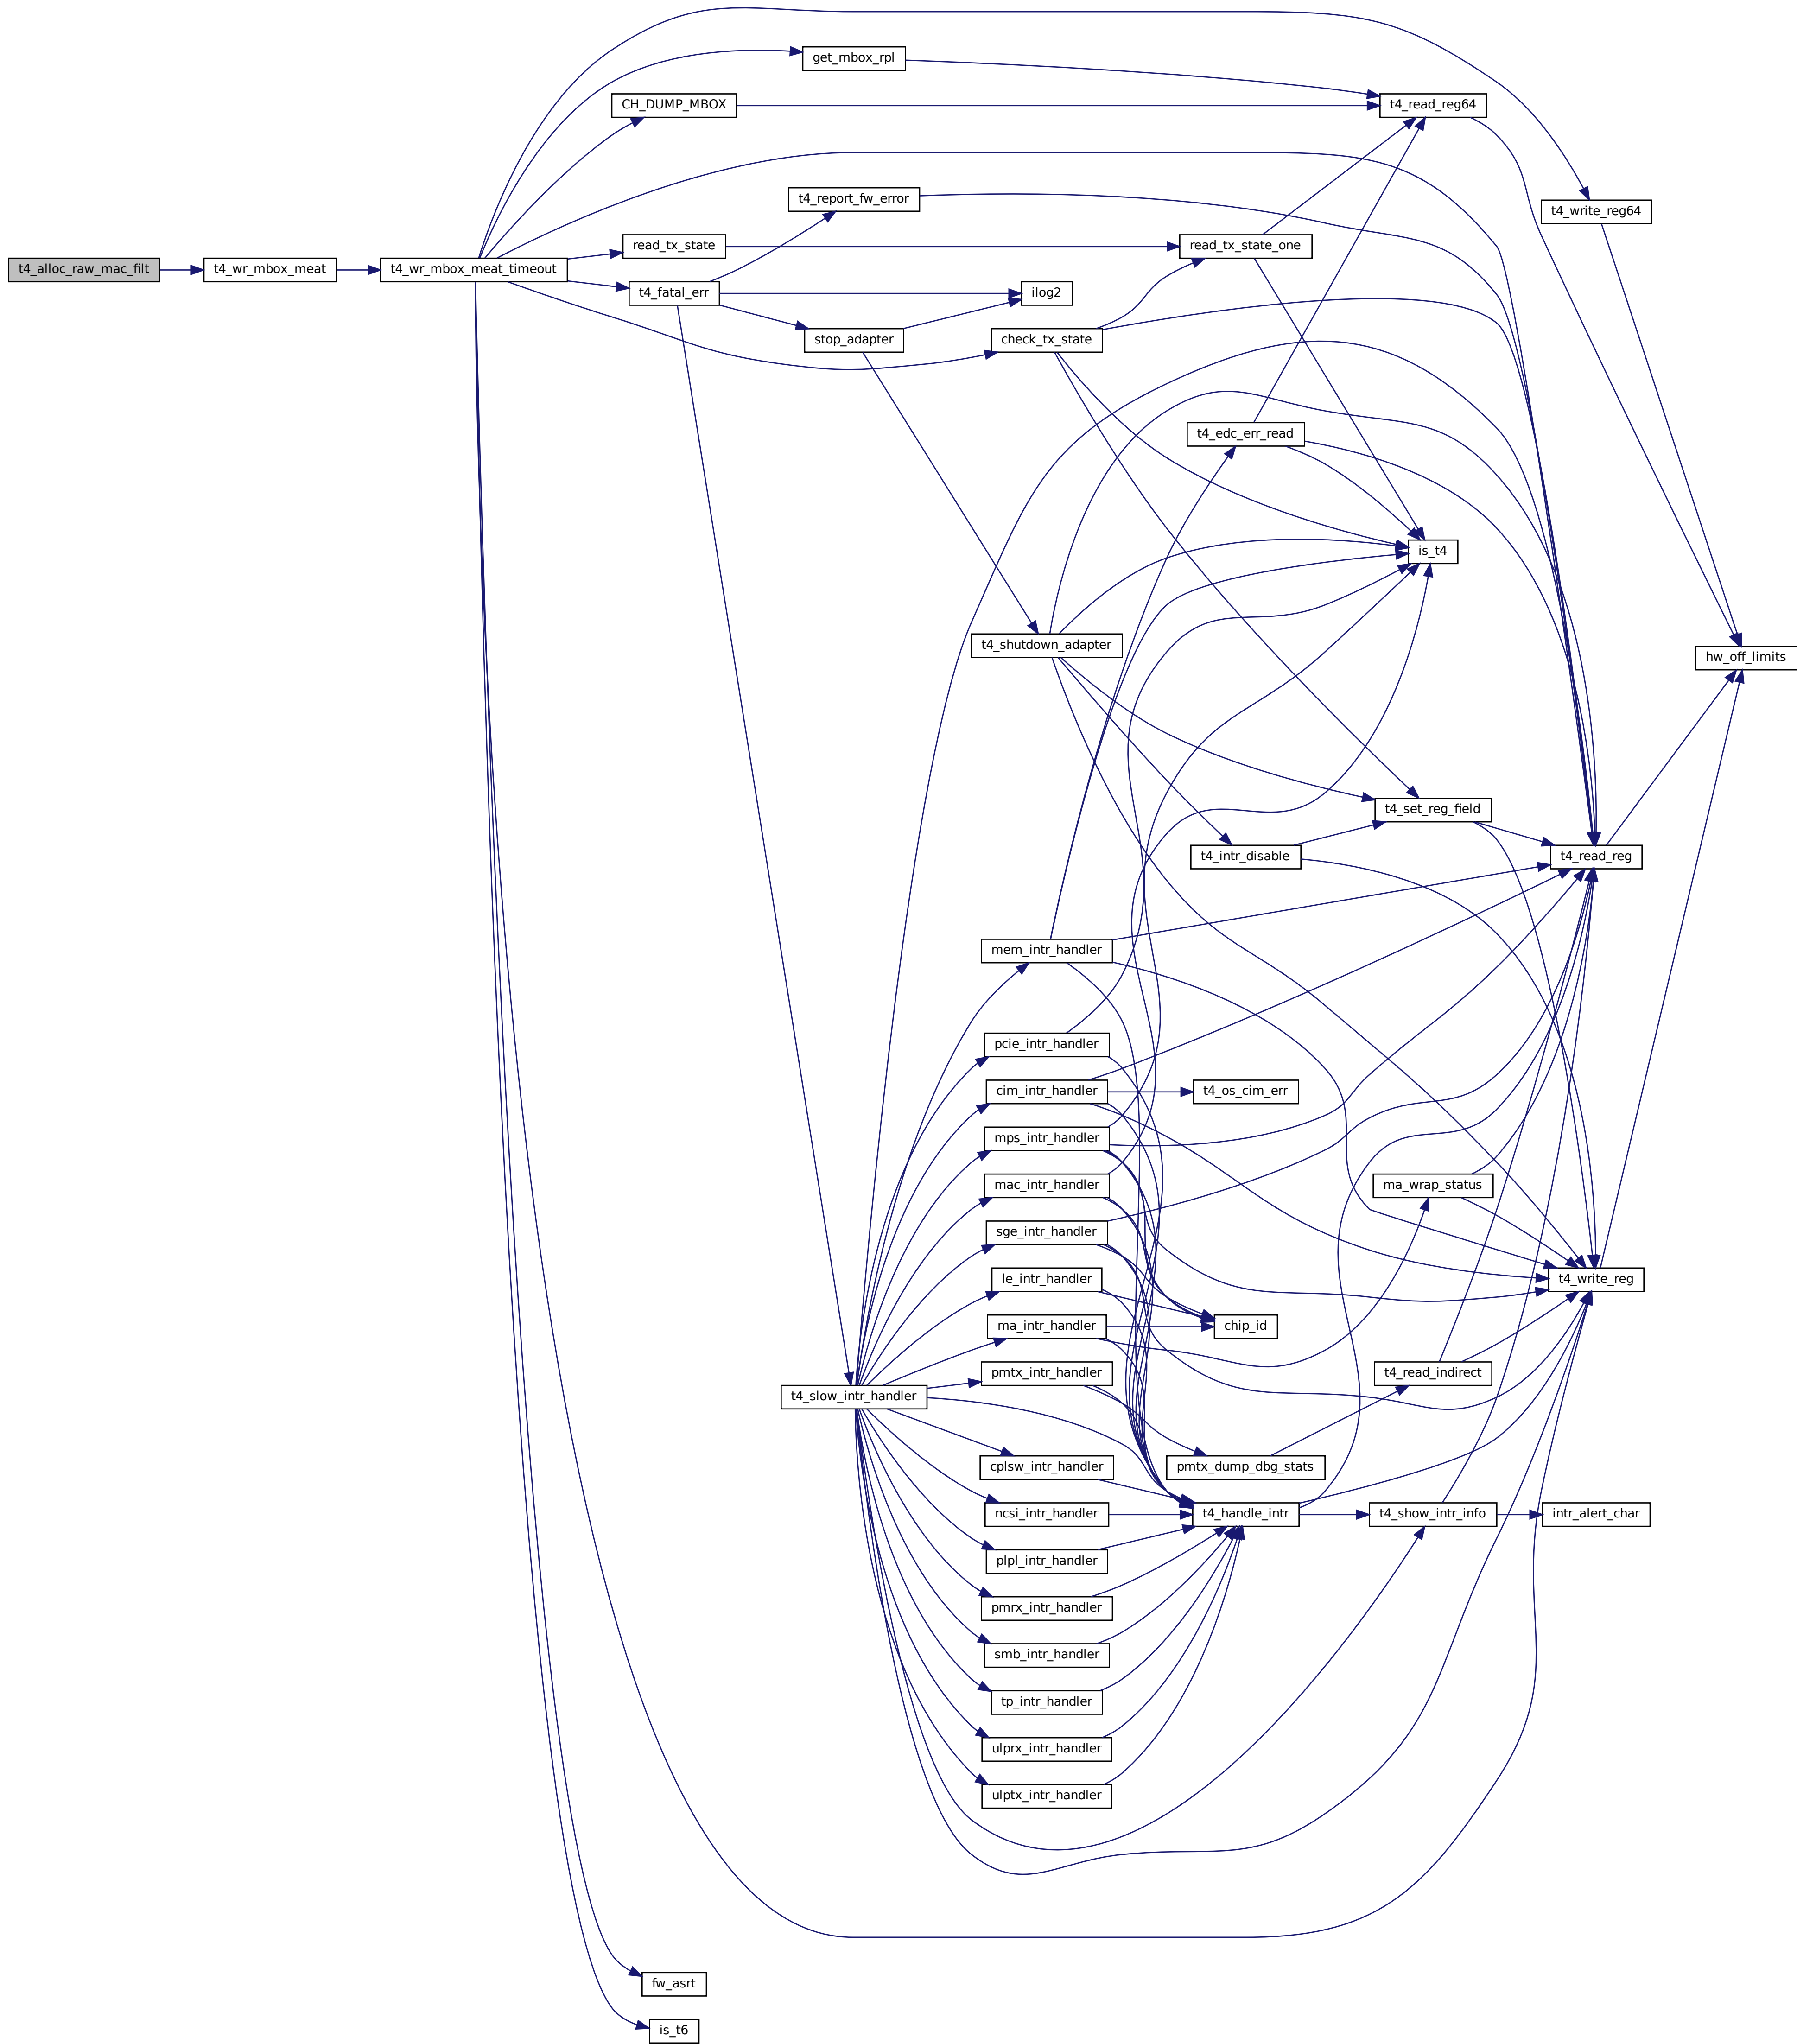 get_mbox_rpl
CH_DUMP_MBOX
t4_read_reg64
t4_report_fw_error
t4_write_reg64
read_tx_state
read_tx_state_one
t4_alloc_raw_mac_filt
t4_wr_mbox_meat
t4_wr_mbox_meat_timeout
t4_fatal_err
ilog2
stop_adapter
check_tx_state
t4_edc_err_read
is_t4
t4_shutdown_adapter
hw_off_limits
t4_set_reg_field
t4_intr_disable
t4_read_reg
mem_intr_handler
pcie_intr_handler
cim_intr_handler
t4_os_cim_err
mps_intr_handler
mac_intr_handler
ma_wrap_status
sge_intr_handler
le_intr_handler
t4_write_reg
ma_intr_handler
chip_id
pmtx_intr_handler
t4_read_indirect
t4_slow_intr_handler
cplsw_intr_handler
pmtx_dump_dbg_stats
ncsi_intr_handler
t4_handle_intr
t4_show_intr_info
intr_alert_char
plpl_intr_handler
pmrx_intr_handler
smb_intr_handler
tp_intr_handler
ulprx_intr_handler
ulptx_intr_handler
fw_asrt
is_t6